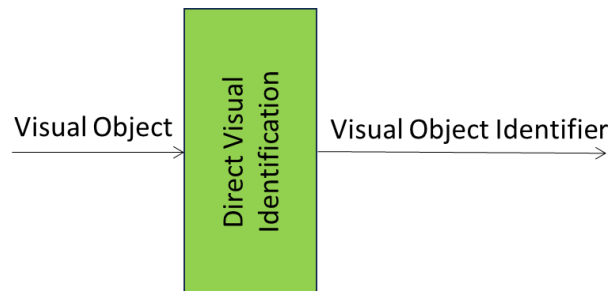 Visual Object
Direct Visual
Identification
Visual Object Identifier